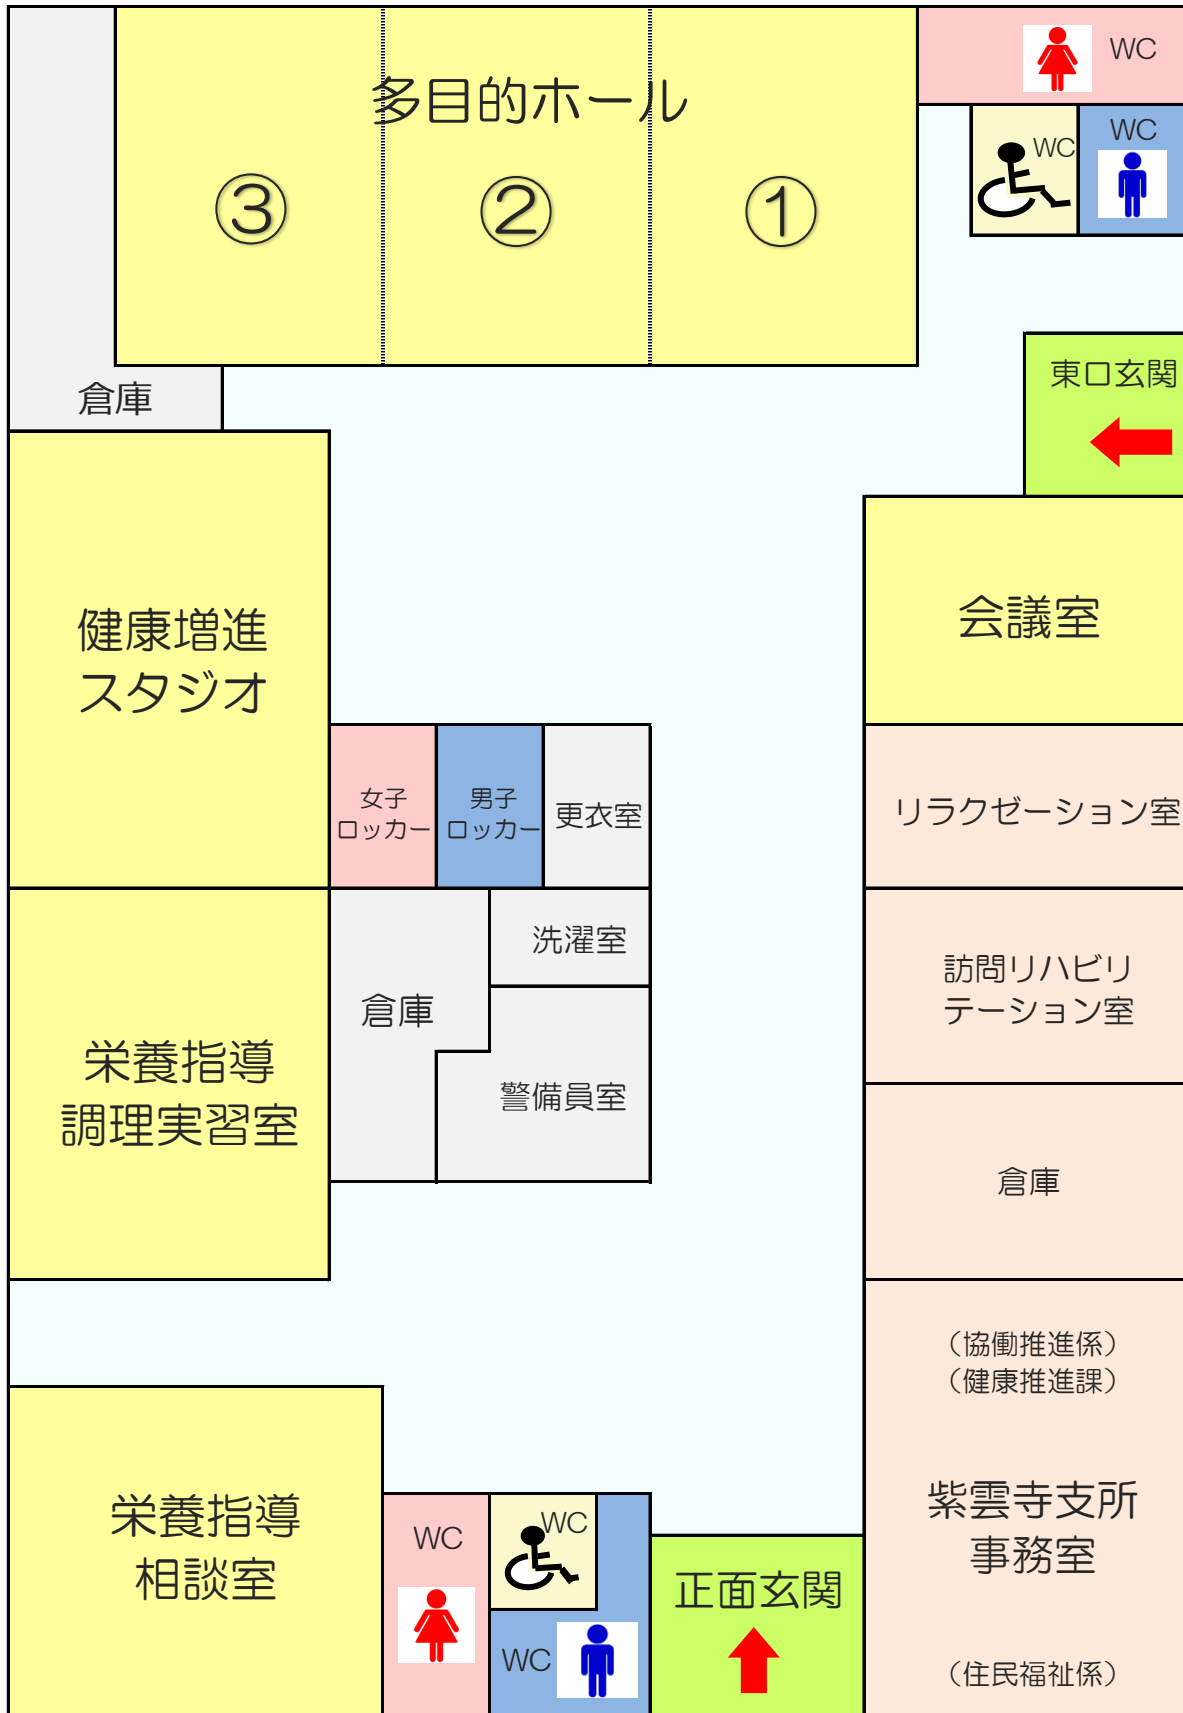 多目的ホール
③
②
①
WC
WC
WC
倉庫
東口玄関
健康増進
スタジオ
会議室
女子
ロッカー
男子
ロッカー
更衣室
リラクゼーション室
洗濯室
倉庫
警備員室
訪問リハビリ
テーション室
栄養指導
調理実習室
倉庫
（協働推進係）
（健康推進課）
紫雲寺支所
事務室
（住民福祉係）
栄養指導
相談室
WC
WC
WC
正面玄関